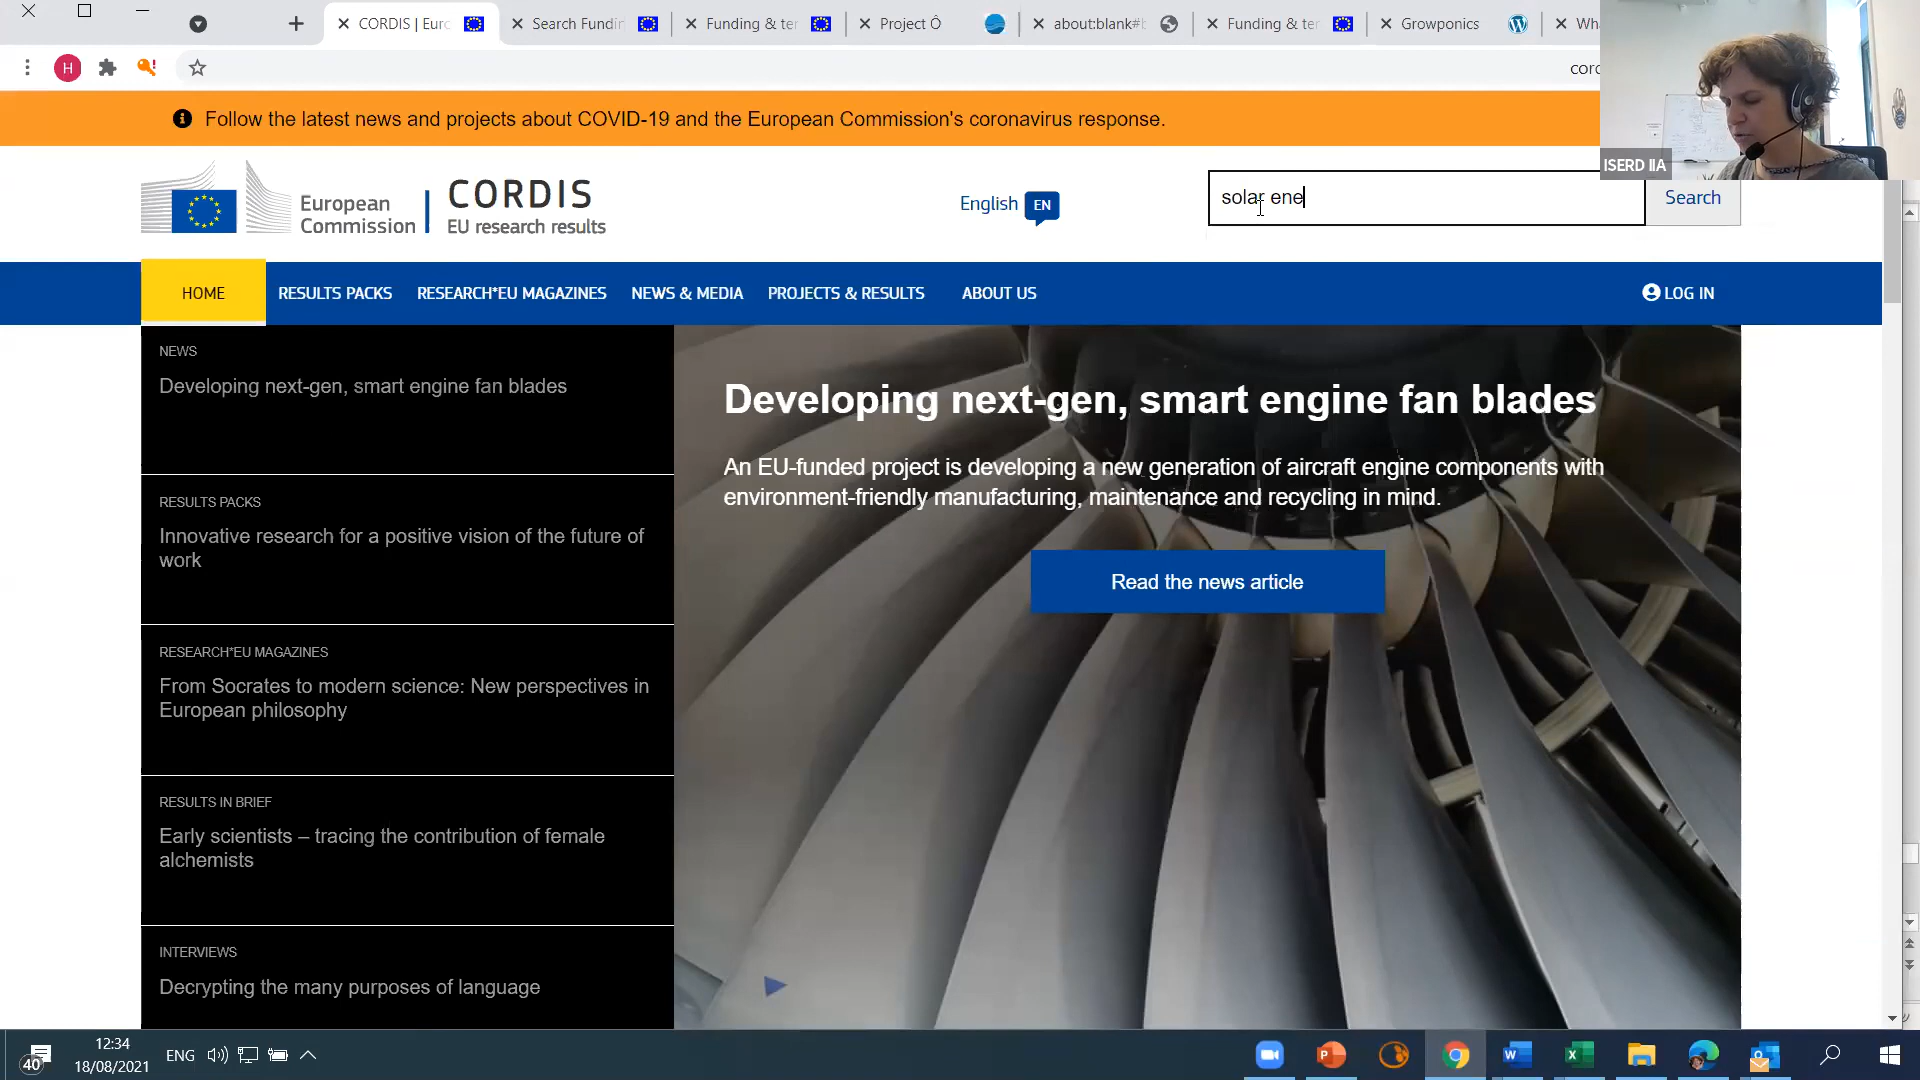 CORDIS | Eur
Search Fundin
Funding & ter
Project Ô
about:blank#b
Funding & ter
Growponics
Wha
H
cord
Follow the latest news and projects about COVID-19 and the European Commission's coronavirus response.
ISERD IIA
European
Commission
CORDIS
EU research results
English EN
solar ene
Search
HOME
RESULTS PACKS
RESEARCH*EU MAGAZINES
NEWS & MEDIA
PROJECTS & RESULTS
ABOUT US
LOG IN
NEWS
Developing next-gen, smart engine fan blades
RESULTS PACKS
Innovative research for a positive vision of the future of
work
RESEARCH*EU MAGAZINES
From Socrates to modern science: New perspectives in
European philosophy
RESULTS IN BRIEF
Early scientists – tracing the contribution of female
alchemists
INTERVIEWS
Decrypting the many purposes of language
Developing next-gen, smart engine fan blades
An EU-funded project is developing a new generation of aircraft engine components with
environment-friendly manufacturing, maintenance and recycling in mind.
Read the news article
40
12:34
18/08/2021
ENG